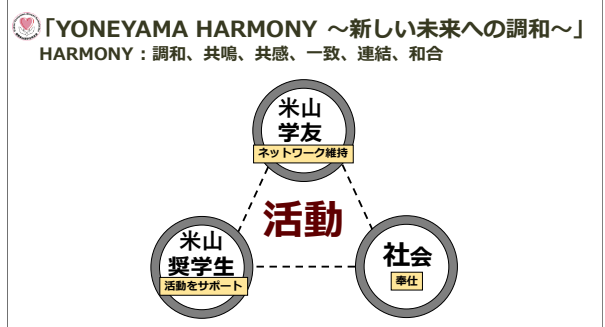 「YONEYAMA HARMONY ～新しい未来への調和～」
HARMONY：調和、共鳴、共感、一致、連結、和合
米山
学友
ネットワーク維持
活動
米山
奨学生
活動をサポート
社会
奉仕